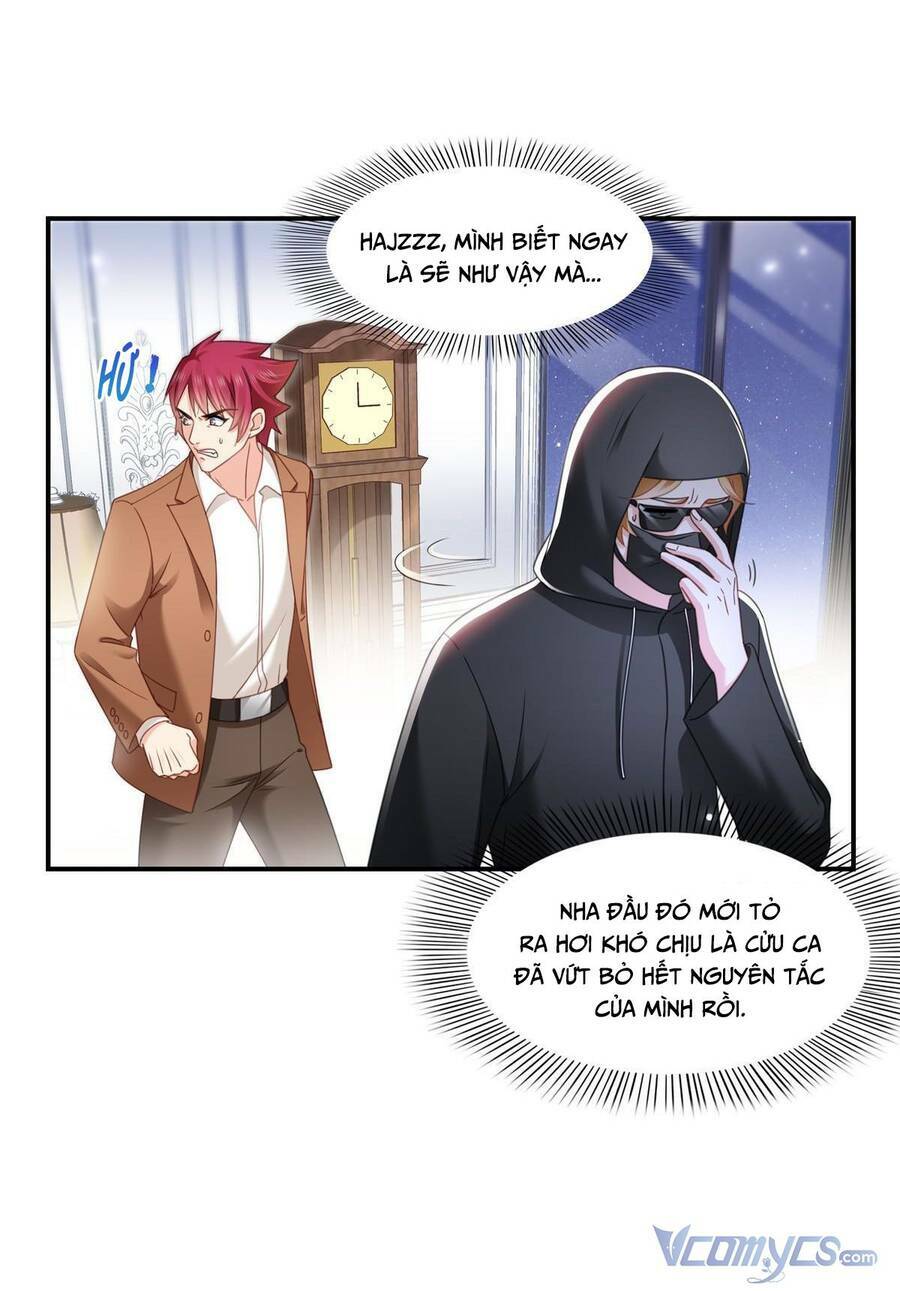 HAJZZZ, MÌNH BIẾT NGAY
LÀ SẼ NHƯ VẬY MÀ...
HỨ !
NHA ĐẦU ĐÓ MỚI TỎ
RA HƠI KHÓ CHỊU LÀ CỬU CA
ĐÃ VỨT BỎ HẾT NGUYÊN TẮC
CỦA MÌNH RỒI.
VCOMYCS.com